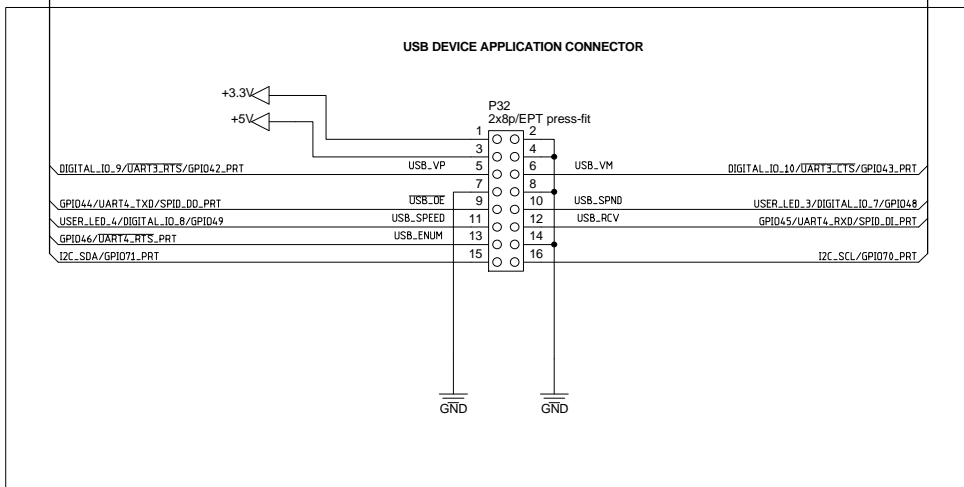 USB DEVICE APPLICATION CONNECTOR
+3.3V
+5V
P32
2x8p/EPT press-fit
1 2
3 4
DIGITAL_IO_9/UART3_RTS/GPIO42_PRT USB_VP 5 6 USB_VM DIGITAL_IO_10/UART3_CTS/GPIO43_PRT
7 8
GPIO44/UART4_TXD/SPID_DO_PRT USB_OE 9 10 USB_SPND USER_LED_3/DIGITAL_IO_7/GPIO48
USER_LED_4/DIGITAL_IO_8/GPIO49 USB_SPEED 11 12 USB_RCV GPIO45/UART4_RXD/SPID_DI_PRT
GPIO46/UART4_RTS_PRT USB_ENUM 13 14
I2C_SDA/GPIO71_PRT 15 16 I2C_SCL/GPIO70_PRT
GND GND